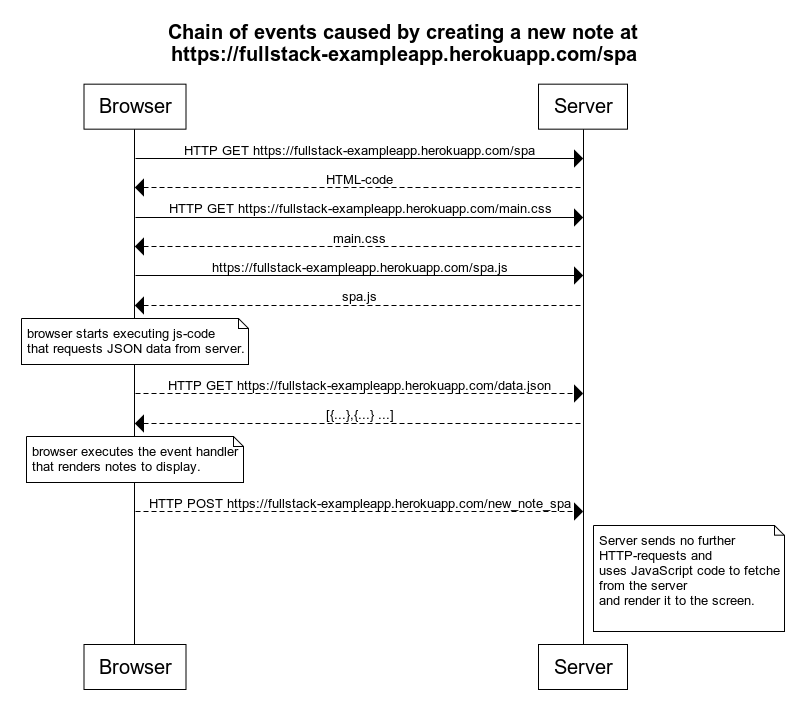 Chain of events caused by creating a new note at
https://fullstack-exampleapp.herokuapp.com/spa
Browser
Server
HTTP GET https://fullstack-exampleapp.herokuapp.com/spa
HTML-code
HTTP GET https://fullstack-exampleapp.herokuapp.com/main.css
main.css
https://fullstack-exampleapp.herokuapp.com/spa.js
spa.js
browser starts executing js-code
that requests JSON data from server.
HTTP GET https://fullstack-exampleapp.herokuapp.com/data.json
[{...},{...} ...]
browser executes the event handler
that renders notes to display.
HTTP POST https://fullstack-exampleapp.herokuapp.com/new_note_spa
Server sends no further
HTTP-requests and
uses JavaScript code to fetche
from the server
and render it to the screen.
Browser
Server